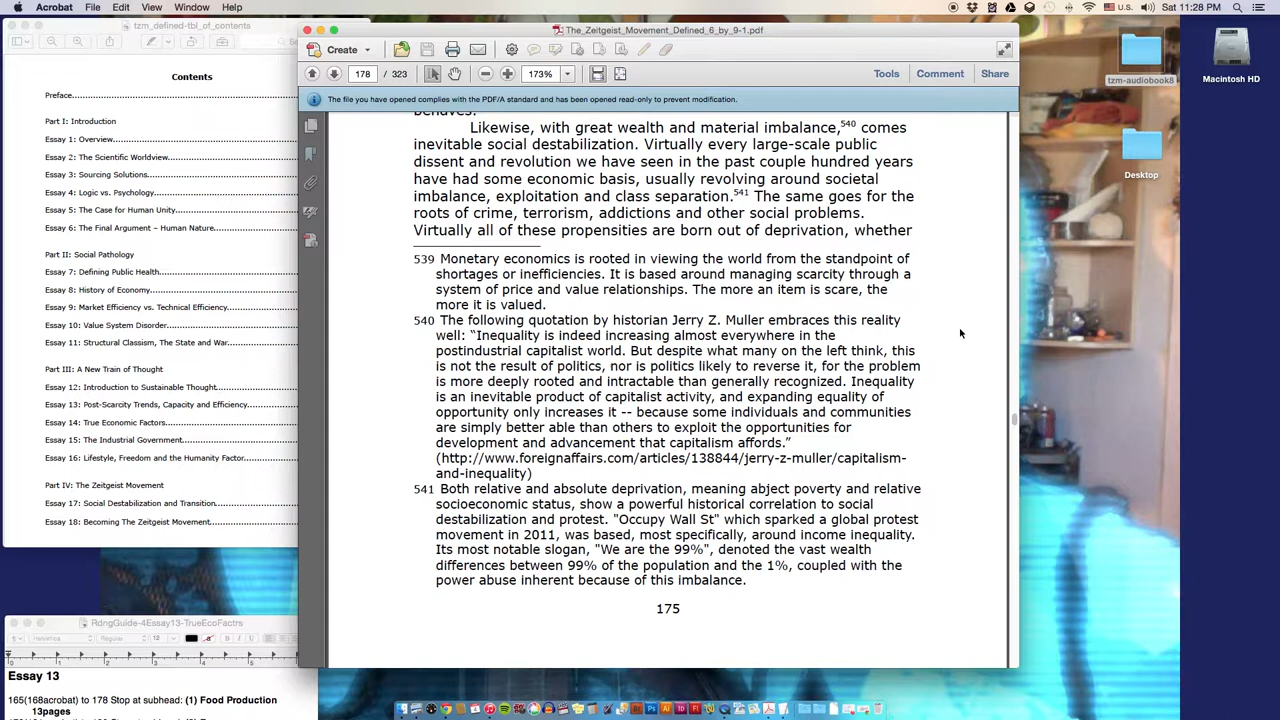 Acrobat File Edit View Window Help
U.S. Sat 11:28 PM
tzm_defined-tbl_of_contents
Contents
Preface
Part I: Introduction
Essay 1: Overview
Essay 2: The Scientific Worldview
Essay 3: Sourcing Solutions
Essay 4: Logic vs. Psychology
Essay 5: The Case for Human Unity
Essay 6: The Final Argument – Human Nature
Part II: Social Pathology
Essay 7: Defining Public Health
Essay 8: History of Economy
Essay 9: Market Efficiency vs. Technical Efficiency
Essay 10: Value System Disorder
Essay 11: Structural Classism, The State and War
Part III: A New Train of Thought
Essay 12: Introduction to Sustainable Thought
Essay 13: Post-Scarcity Trends, Capacity and Efficiency
Essay 14: True Economic Factors
Essay 15: The Industrial Government
Essay 16: Lifestyle, Freedom and the Humanity Factor
Part IV: The Zeitgeist Movement
Essay 17: Social Destabilization and Transition
Essay 18: Becoming The Zeitgeist Movement
The_Zeitgeist_Movement_Defined_6_by_9-1.pdf
Create
178 / 323
173%
Tools Comment Share
The file you have opened complies with the PDF/A standard and has been opened read-only to prevent modification.
behaves.
Likewise, with great wealth and material imbalance,540 comes
inevitable social destabilization. Virtually every large-scale public
dissent and revolution we have seen in the past couple hundred years
have had some economic basis, usually revolving around societal
imbalance, exploitation and class separation.541 The same goes for the
roots of crime, terrorism, addictions and other social problems.
Virtually all of these propensities are born out of deprivation, whether
539 Monetary economics is rooted in viewing the world from the standpoint of
shortages or inefficiencies. It is based around managing scarcity through a
system of price and value relationships. The more an item is scare, the
more it is valued.
540 The following quotation by historian Jerry Z. Muller embraces this reality
well: “Inequality is indeed increasing almost everywhere in the
postindustrial capitalist world. But despite what many on the left think, this
is not the result of politics, nor is politics likely to reverse it, for the problem
is more deeply rooted and intractable than generally recognized. Inequality
is an inevitable product of capitalist activity, and expanding equality of
opportunity only increases it -- because some individuals and communities
are simply better able than others to exploit the opportunities for
development and advancement that capitalism affords.”
(http://www.foreignaffairs.com/articles/138844/jerry-z-muller/capitalism-
and-inequality)
541 Both relative and absolute deprivation, meaning abject poverty and relative
socioeconomic status, show a powerful historical correlation to social
destabilization and protest. "Occupy Wall St" which sparked a global protest
movement in 2011, was based, most specifically, around income inequality.
Its most notable slogan, "We are the 99%", denoted the vast wealth
differences between 99% of the population and the 1%, coupled with the
power abuse inherent because of this imbalance.
175
tzm-audiobook8
Desktop
Macintosh HD
RdngGuide-4Essay13-TrueEcoFactrs
Helvetica Regular 12
0 1 2 3 4 5
Essay 13
165(168acrobat) to 178 Stop at subhead: (1) Food Production
13pages